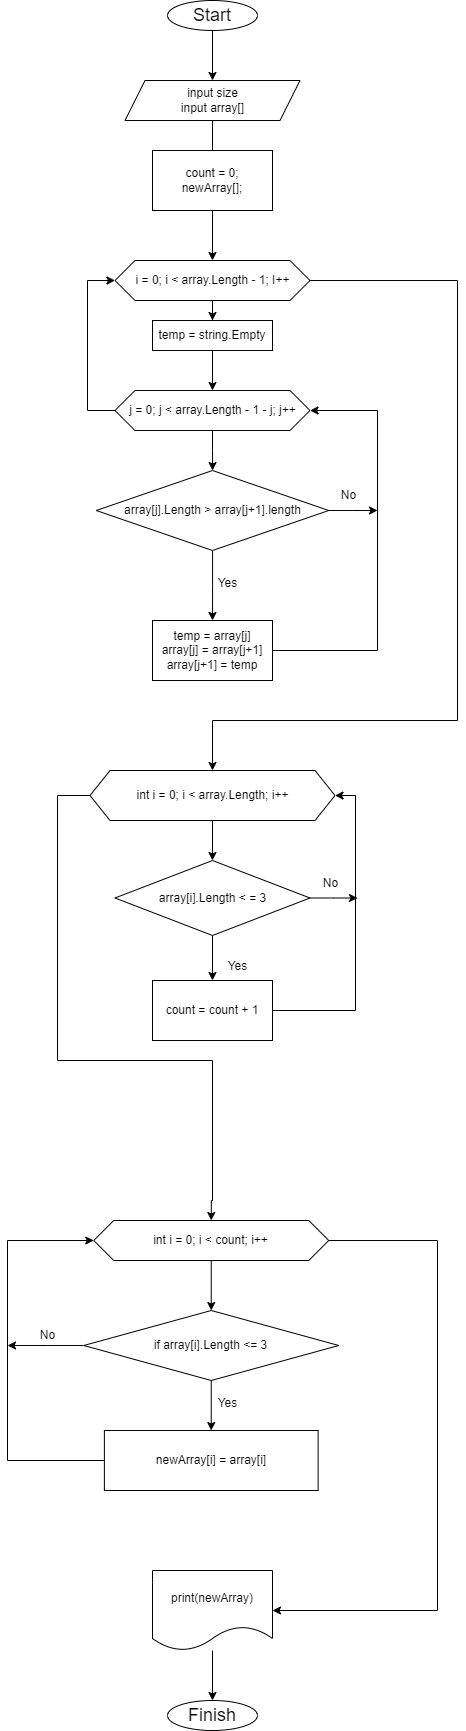 Start
input size
input array[]
count = 0;
newArray[];
i = 0; i < array.Length - 1; I++
temp = string.Empty
j = 0; j < array.Length - 1 - j; j++
array[j].Length > array[j+1].length
No
Yes
temp = array[j]
array[j] = array[j+1]
array[j+1] = temp
int i = 0; i < array.Length; i++
array[i].Length < = 3
No
Yes
count = count + 1
int i = 0; i < count; i++
if array[i].Length <= 3
No
Yes
newArray[i] = array[i]
print(newArray)
Finish